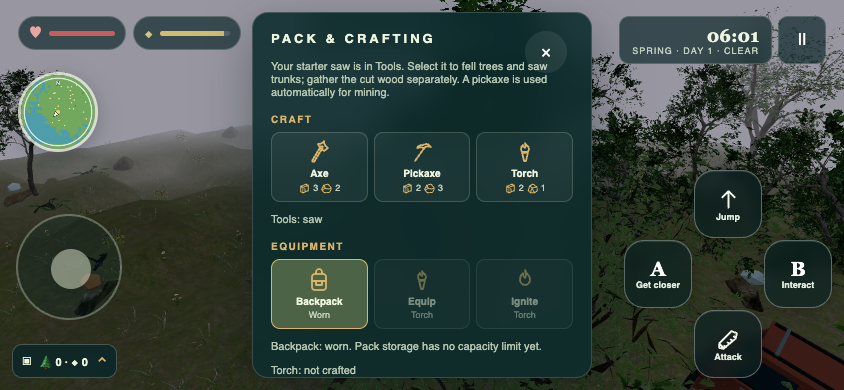 PACK & CRAFTING
×
Your starter saw is in Tools. Select it to fell trees and saw
trunks; gather the cut wood separately. A pickaxe is used
automatically for mining.
CRAFT
Axe
3 2
Pickaxe
2 3
Torch
2 1
Tools: saw
EQUIPMENT
Backpack
Worn
Equip
Torch
Ignite
Torch
Backpack: worn. Pack storage has no capacity limit yet.
Torch: not crafted
06:01
SPRING · DAY 1 · CLEAR
N
Jump
A
Get closer
B
Interact
Attack
0 · ◆ 0